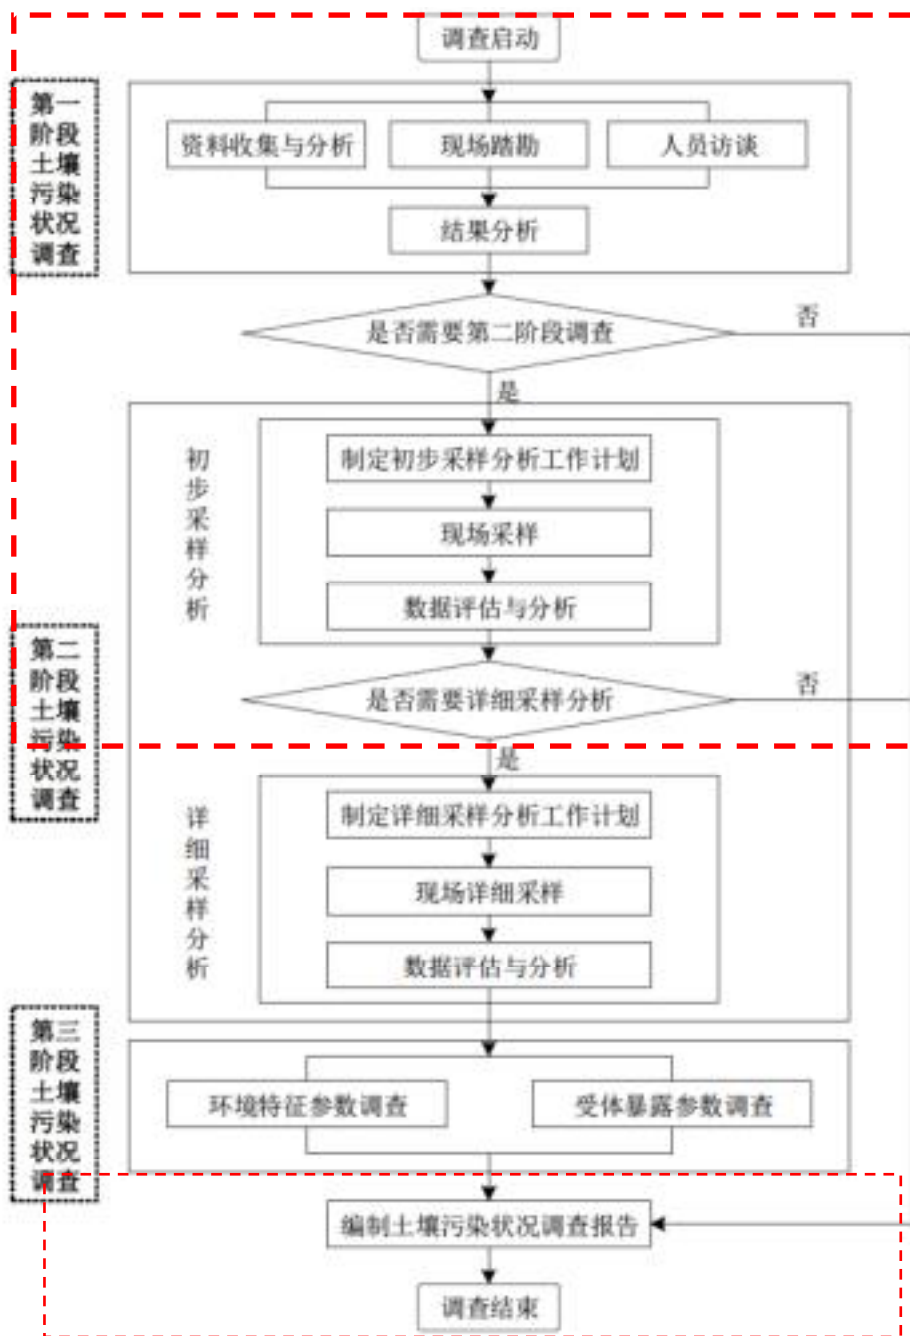 调查启动
第一
阶段
土壤
污染
状况
调查
资料收集与分析
现场踏勘
人员访谈
结果分析
是否需要第二阶段调查
否
是
初
步
采
样
分
析
制定初步采样分析工作计划
现场采样
数据评估与分析
第二
阶段
土壤
污染
状况
调查
是否需要详细采样分析
否
是
详
细
采
样
分
析
制定详细采样分析工作计划
现场详细采样
数据评估与分析
第三
阶段
土壤
污染
状况
调查
环境特征参数调查
受体暴露参数调查
编制土壤污染状况调查报告
调查结束